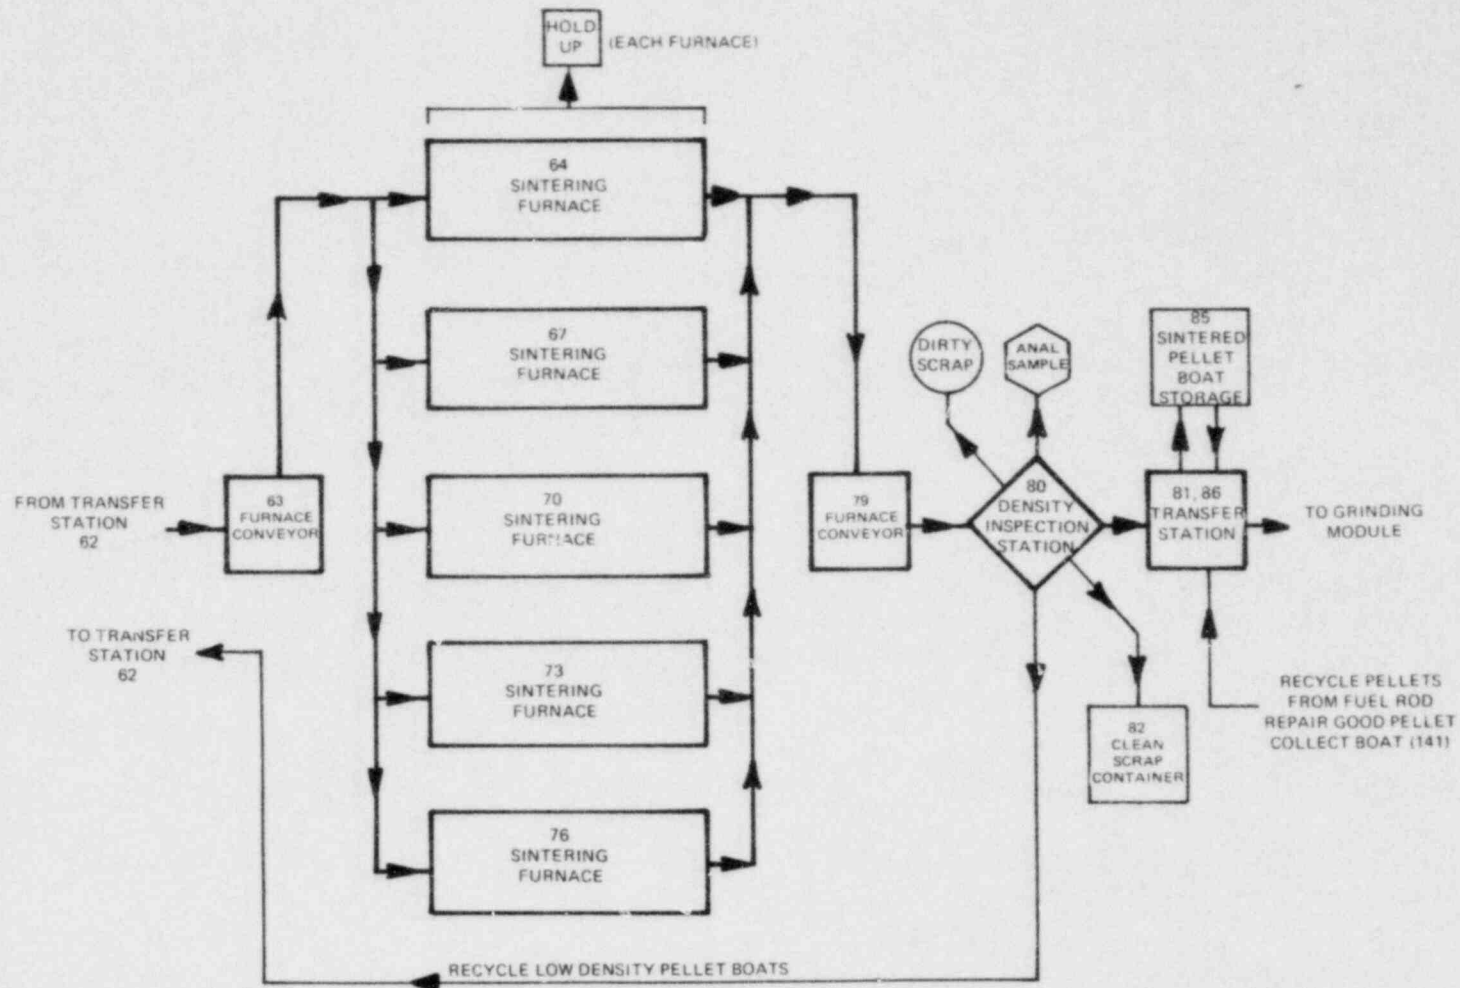 HOLD
UP
(EACH FURNACE)
64
SINTERING
FURNACE
67
SINTERING
FURNACE
70
SINTERING
FURNACE
73
SINTERING
FURNACE
76
SINTERING
FURNACE
FROM TRANSFER
STATION
62
63
FURNACE
CONVEYOR
TO TRANSFER
STATION
62
79
FURNACE
CONVEYOR
DIRTY
SCRAP
ANAL
SAMPLE
80
DENSITY
INSPECTION
STATION
85
SINTERED
PELLET
BOAT
STORAGE
81, 86
TRANSFER
STATION
TO GRINDING
MODULE
82
CLEAN
SCRAP
CONTAINER
RECYCLE PELLETS
FROM FUEL ROD
REPAIR GOOD PELLET
COLLECT BOAT (141)
RECYCLE LOW DENSITY PELLET BOATS